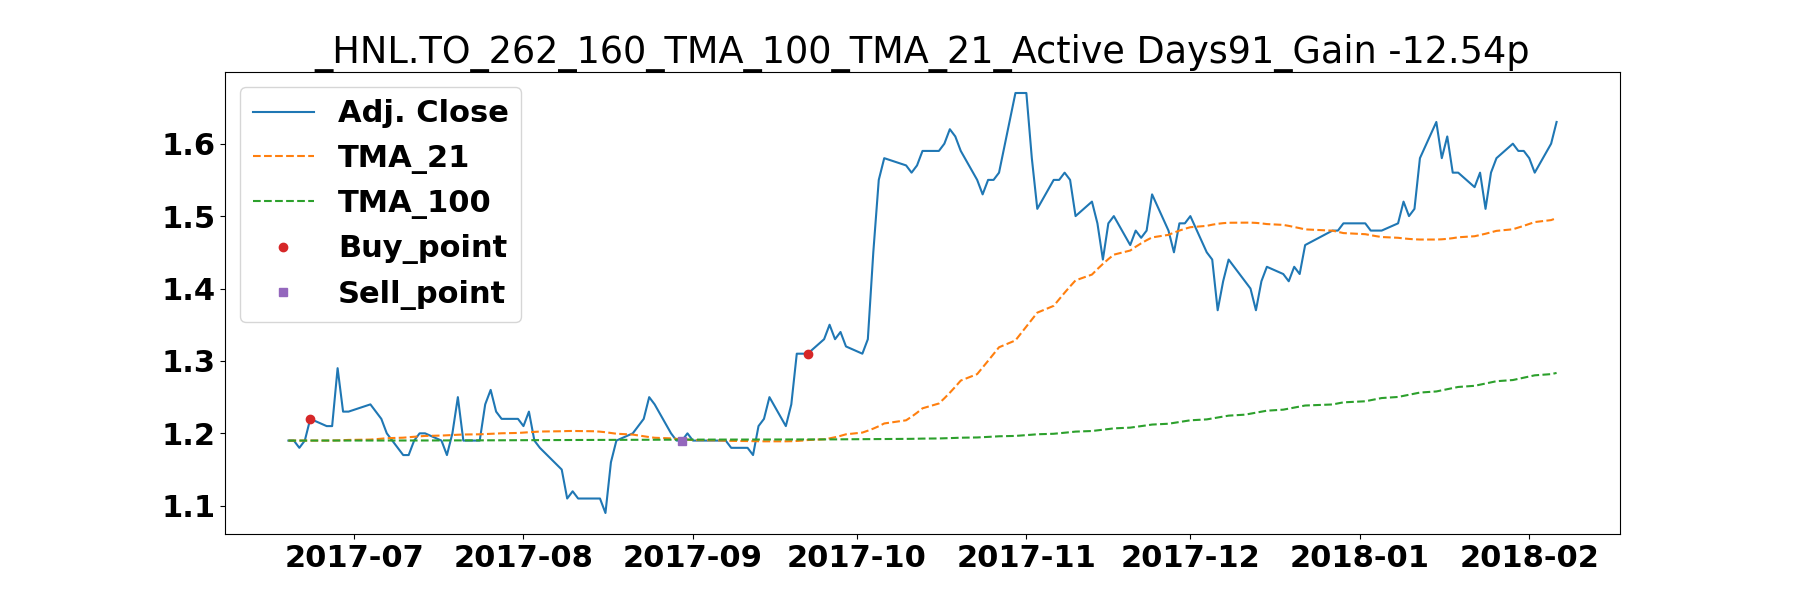 _HNL.TO_262_160_TMA_100_TMA_21_Active Days91_Gain -12.54p
Adj. Close
TMA_21
TMA_100
Buy_point
Sell_point
1.6
1.5
1.4
1.3
1.2
1.1
2017-07 2017-08 2017-09 2017-10 2017-11 2017-12 2018-01 2018-02